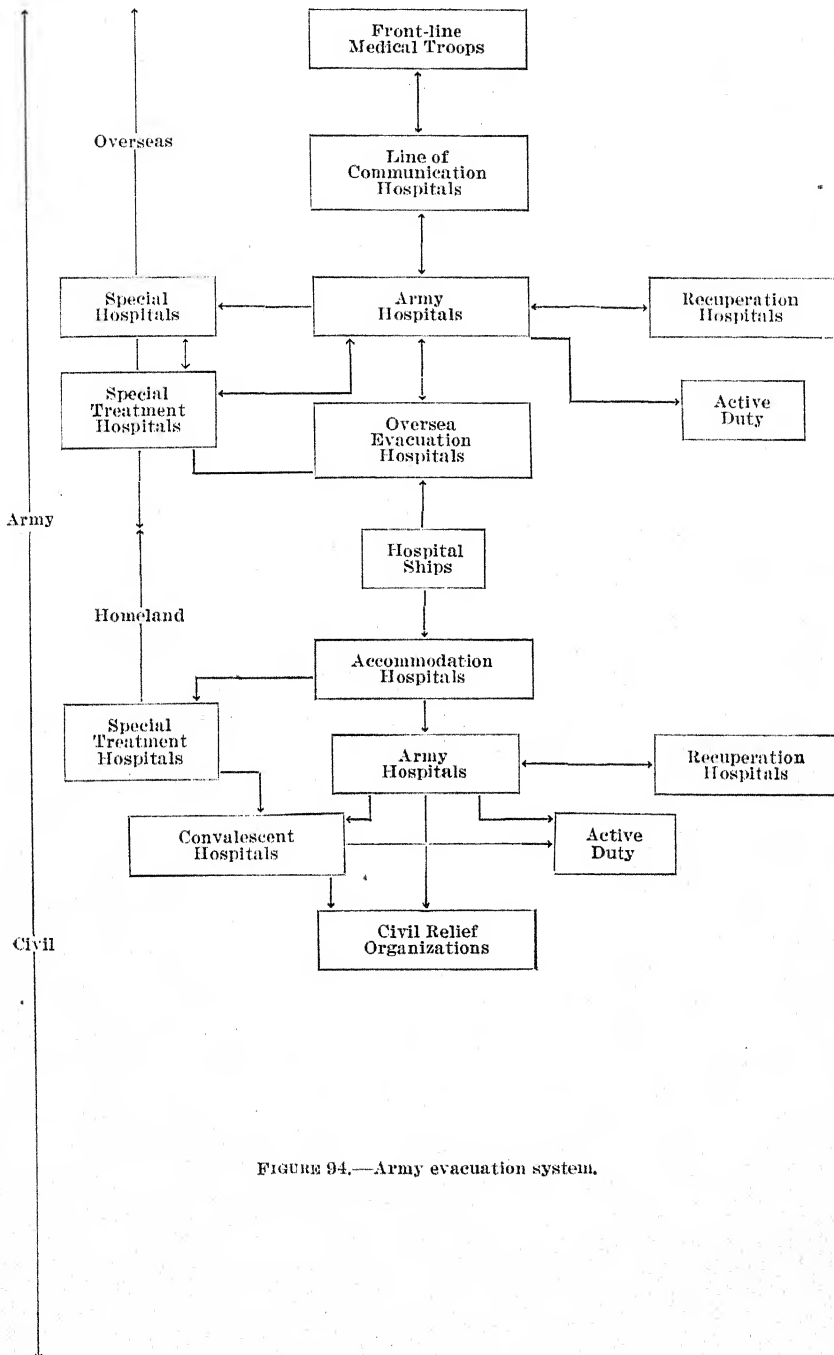 Front-line
Medical Troops
Overseas
Line of
Communication
Hospitals
Special
Hospitals
Army
Hospitals
Recuperation
Hospitals
Special
Treatment
Hospitals
Oversea
Evacuation
Hospitals
Active
Duty
Army
Hospital
Ships
Homeland
Accommodation
Hospitals
Special
Treatment
Hospitals
Army
Hospitals
Recuperation
Hospitals
Convalescent
Hospitals
Active
Duty
Civil Relief
Organizations
Civil
FIGURE 94.—Army evacuation system.